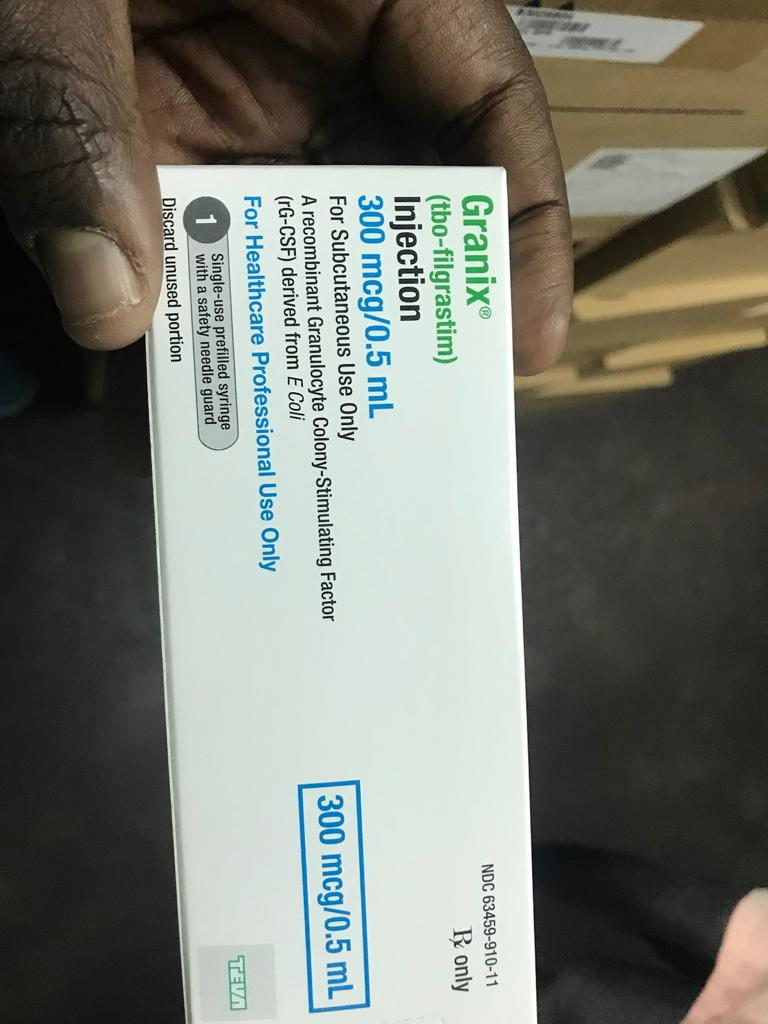 Granix®
(tbo-filgrastim)
Injection
300 mcg/0.5 mL
For Subcutaneous Use Only
A recombinant Granulocyte Colony-Stimulating Factor
(rG-CSF) derived from E Coli
For Healthcare Professional Use Only
1
Single-use prefilled syringe
with a safety needle guard
Discard unused portion
NDC 63459-910-11
Rx only
300 mcg/0.5 mL
TEVA